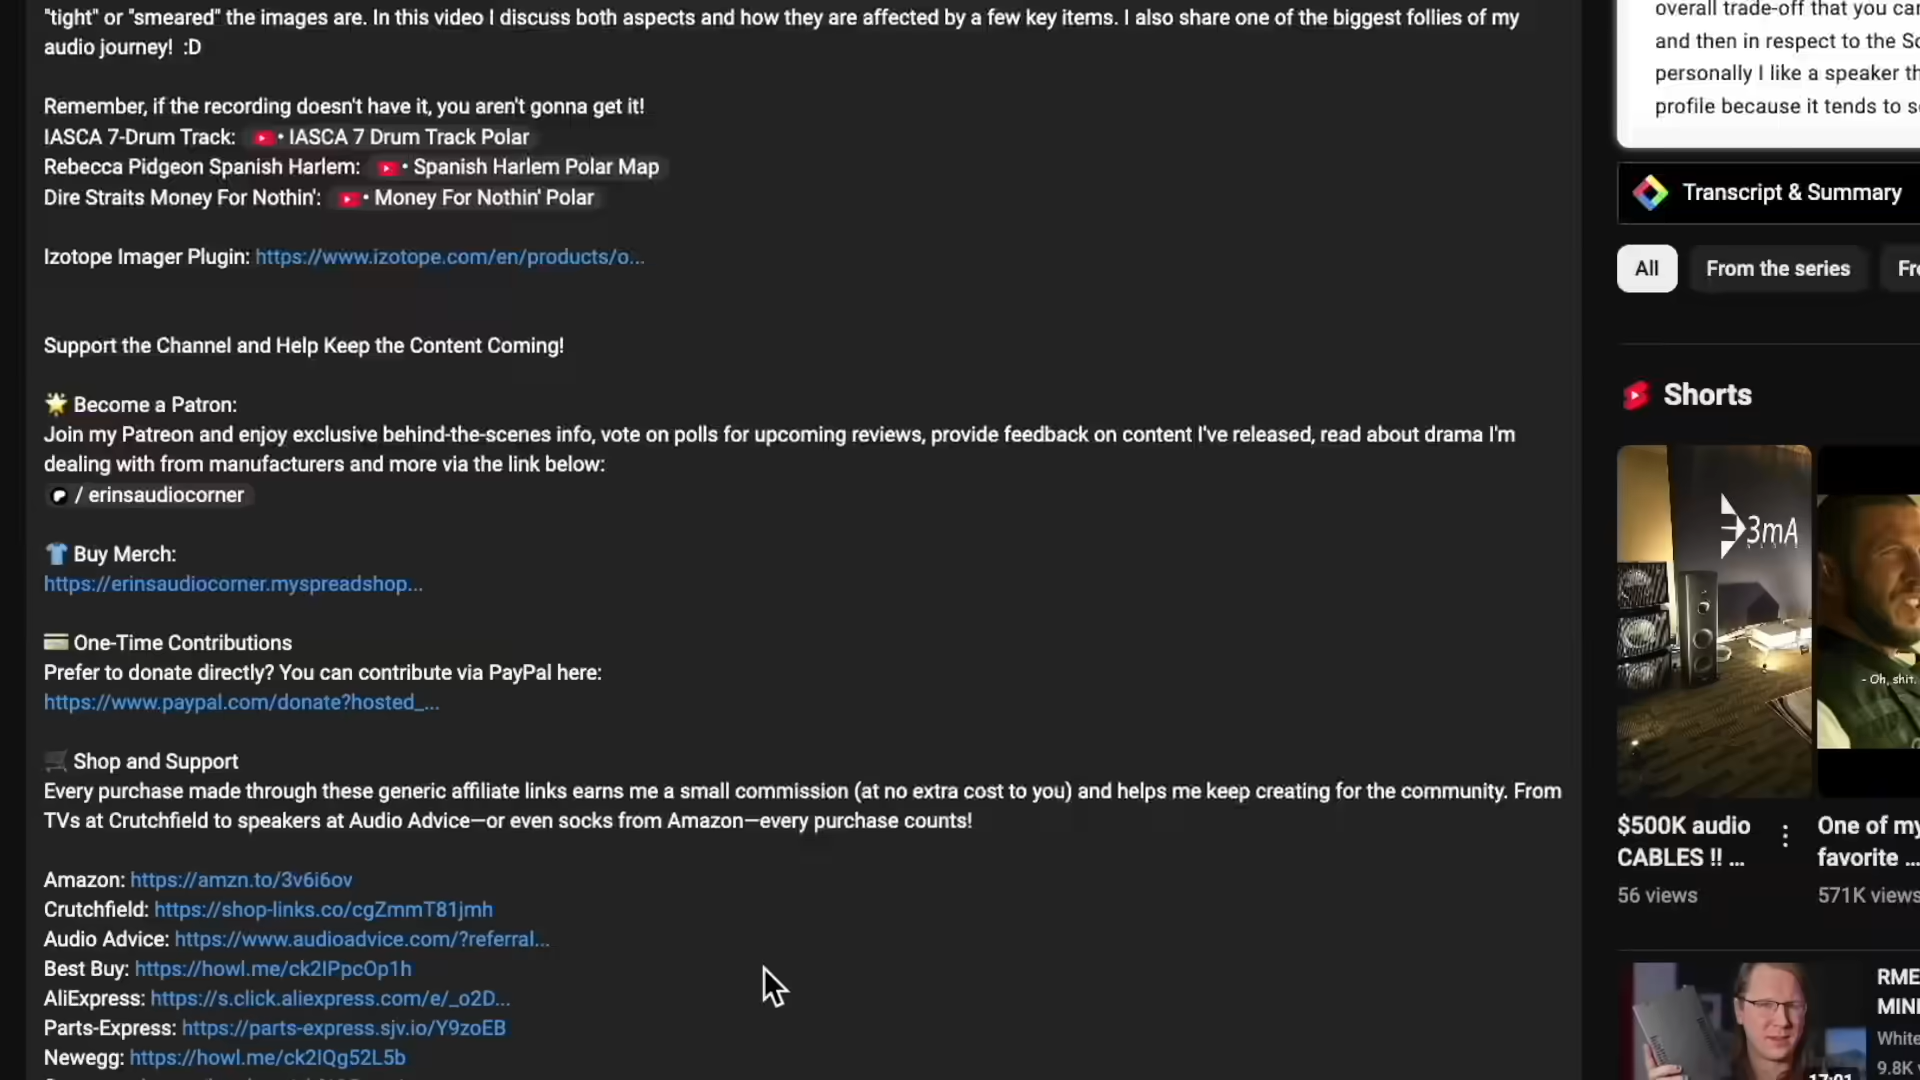 "tight" or "smeared" the images are. In this video I discuss both aspects and how they are affected by a few key items. I also share one of the biggest follies of my
audio journey!  :D
Remember, if the recording doesn't have it, you aren't gonna get it!
IASCA 7-Drum Track: • IASCA 7 Drum Track Polar
Rebecca Pidgeon Spanish Harlem: • Spanish Harlem Polar Map
Dire Straits Money For Nothin': • Money For Nothin' Polar
Izotope Imager Plugin: https://www.izotope.com/en/products/o...
Support the Channel and Help Keep the Content Coming!
🌟 Become a Patron:
Join my Patreon and enjoy exclusive behind-the-scenes info, vote on polls for upcoming reviews, provide feedback on content I've released, read about drama I'm
dealing with from manufacturers and more via the link below:
/ erinsaudiocorner
👕 Buy Merch:
https://erinsaudiocorner.myspreadshop...
💳 One-Time Contributions
Prefer to donate directly? You can contribute via PayPal here:
https://www.paypal.com/donate?hosted_...
🛒 Shop and Support
Every purchase made through these generic affiliate links earns me a small commission (at no extra cost to you) and helps me keep creating for the community. From
TVs at Crutchfield to speakers at Audio Advice—or even socks from Amazon—every purchase counts!
Amazon: https://amzn.to/3v6i6ov
Crutchfield: https://shop-links.co/cgZmmT81jmh
Audio Advice: https://www.audioadvice.com/?referral...
Best Buy: https://howl.me/ck2IPpcOp1h
AliExpress: https://s.click.aliexpress.com/e/_o2D...
Parts-Express: https://parts-express.sjv.io/Y9zoEB
Newegg: https://howl.me/ck2IQg52L5b
overall trade-off that you
and then in respect to the
personally I like a speaker
profile because it tends to
Transcript & Summary
All
From the series
Shorts
3mA
- Oh, shit.
$500K audio
CABLES !! ...
56 views
One of my
favorite ...
571K views
RME
White
9.8K
17:01